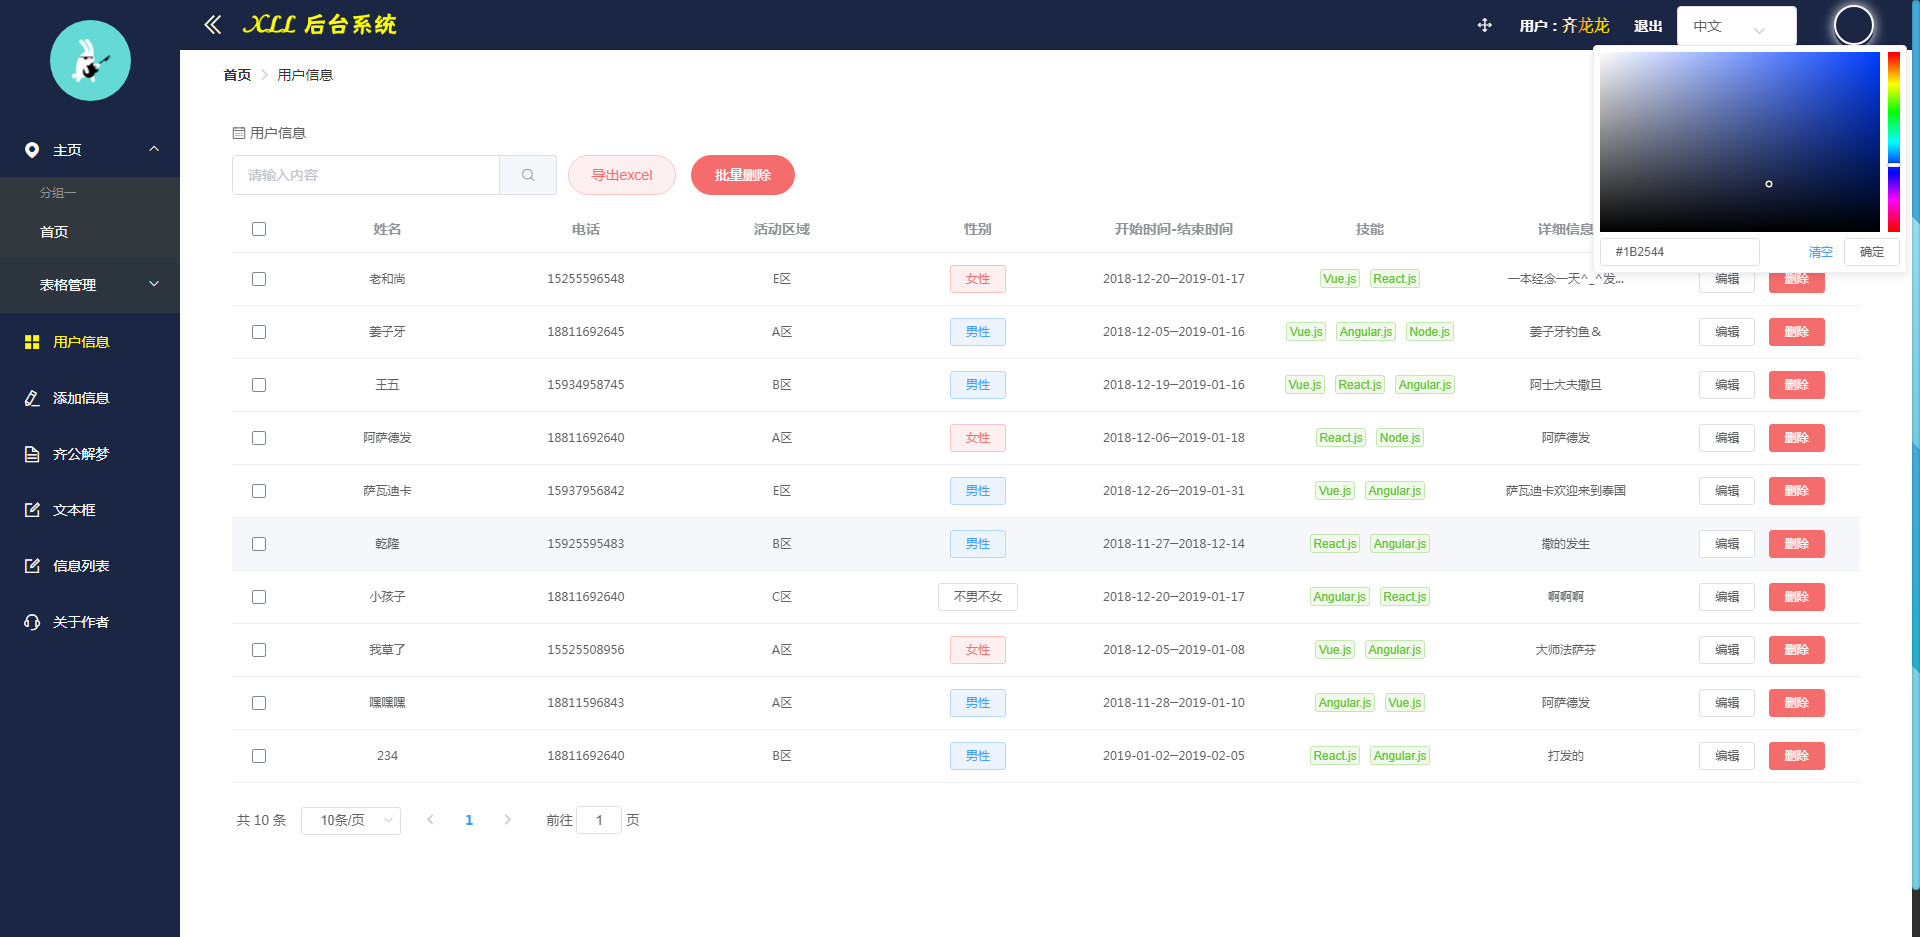 XLL 后台系统
用户 : 齐龙龙
退出
中文
主页
分组一
首页
表格管理
用户信息
添加信息
齐公解梦
文本框
信息列表
关于作者
首页 用户信息
用户信息
请输入内容 导出excel 批量删除
#1B2544 清空 确定
姓名 电话 活动区域 性别 开始时间-结束时间 技能 详细信息
老和尚 15255596548 E区 女性 2018-12-20—2019-01-17 Vue.js React.js 一本经念一天^_^发... 编辑 删除
姜子牙 18811692645 A区 男性 2018-12-05—2019-01-16 Vue.js Angular.js Node.js 姜子牙钓鱼& 编辑 删除
王五 15934958745 B区 男性 2018-12-19—2019-01-16 Vue.js React.js Angular.js 阿士大夫撒旦 编辑 删除
阿萨德发 18811692640 A区 女性 2018-12-06—2019-01-18 React.js Node.js 阿萨德发 编辑 删除
萨瓦迪卡 15937956842 E区 男性 2018-12-26—2019-01-31 Vue.js Angular.js 萨瓦迪卡欢迎来到泰国 编辑 删除
乾隆 15925595483 B区 男性 2018-11-27—2018-12-14 React.js Angular.js 撒的发生 编辑 删除
小孩子 18811692640 C区 不男不女 2018-12-20—2019-01-17 Angular.js React.js 啊啊啊 编辑 删除
我草了 15525508956 A区 女性 2018-12-05—2019-01-08 Vue.js Angular.js 大师法萨芬 编辑 删除
嘿嘿嘿 18811596843 A区 男性 2018-11-28—2019-01-10 Angular.js Vue.js 阿萨德发 编辑 删除
234 18811692640 B区 男性 2019-01-02—2019-02-05 React.js Angular.js 打发的 编辑 删除
共 10 条 10条/页 1 前往 1 页